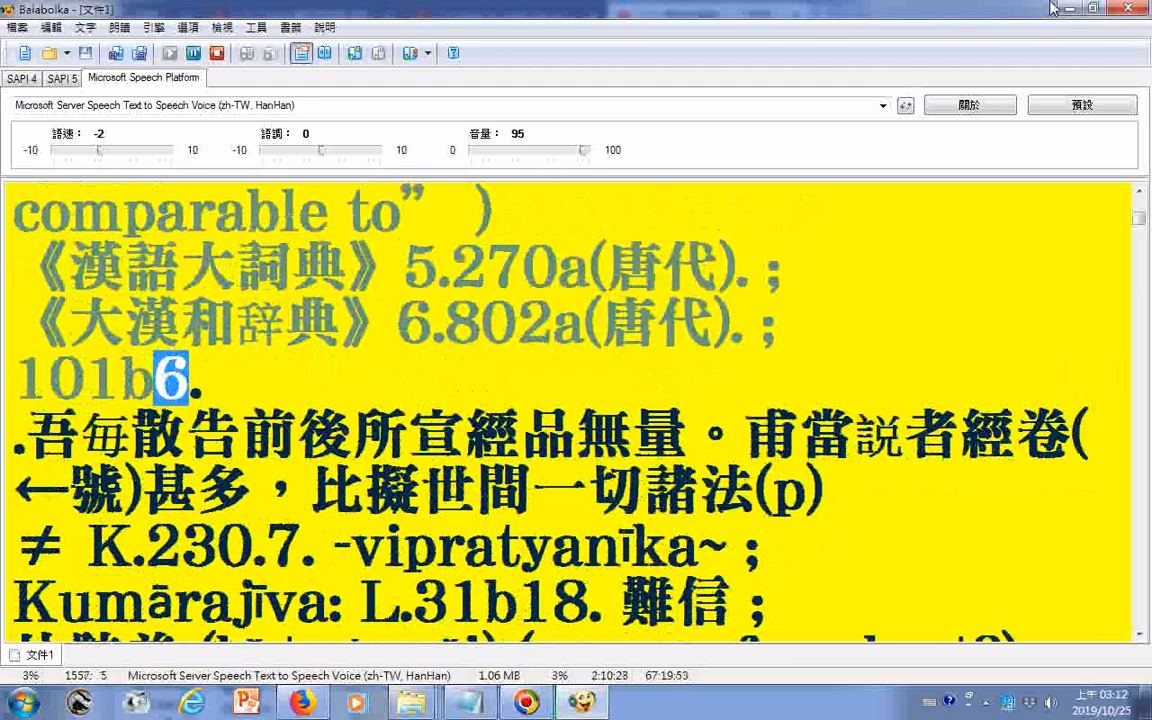 Balabolka - [文件1]
檔案 編輯 文字 朗讀 引擎 選項 檢視 工具 書籤 說明
SAPI 4 SAPI 5 Microsoft Speech Platform
Microsoft Server Speech Text to Speech Voice (zh-TW, HanHan) 關於 預設
語速： -2 語調： 0 音量： 95
-10 10 -10 10 0 100
comparable to” )
《漢語大詞典》 5.270a(唐代). ;
《大漢和辞典》 6.802a(唐代). ;
101b6.
.吾毎散告前後所宣經品無量。甫當説者經卷(
←號)甚多，比擬世間一切諸法(p)
≠ K.230.7. -vipratyanīka~ ;
Kumārajīva: L.31b18. 難信 ;
文件1
3% 1557: 5 Microsoft Server Speech Text to Speech Voice (zh-TW, HanHan) 1.06 MB 3% 2:10:23 67:19:53
上午 03:12
2019/10/25